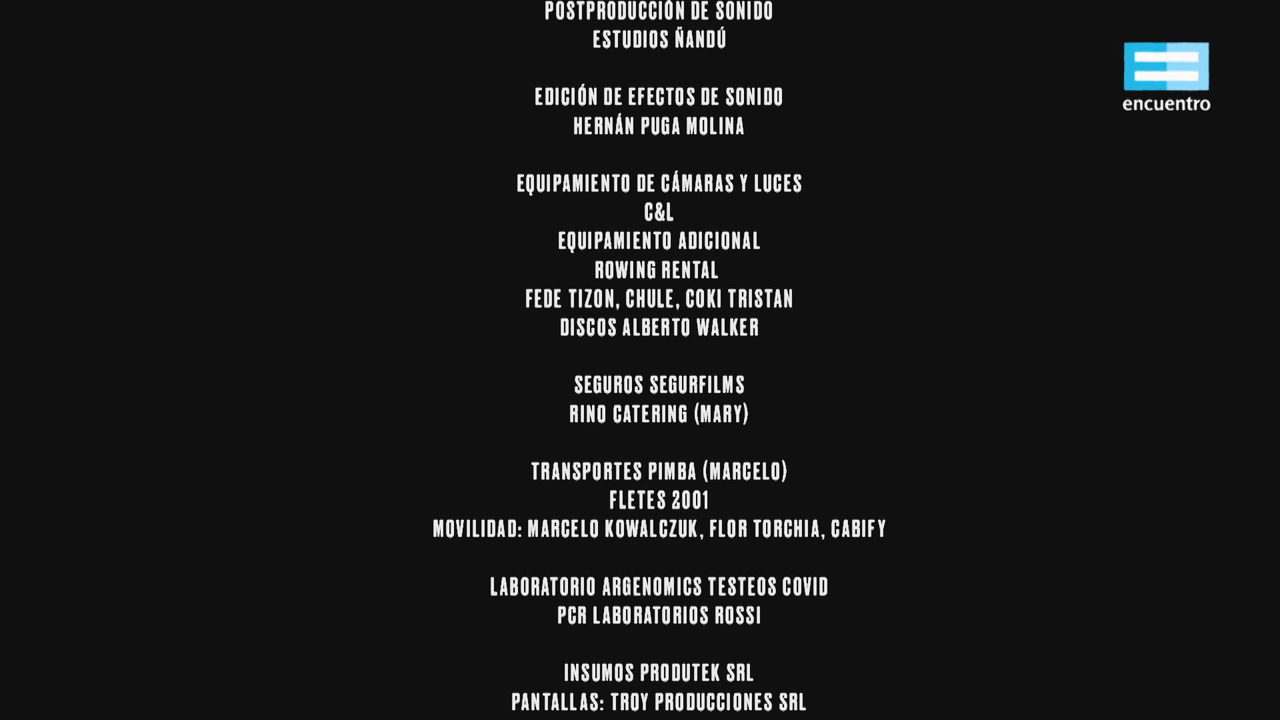 POSTPRODUCCIÓN DE SONIDO
ESTUDIOS ÑANDÚ
encuentro
EDICIÓN DE EFECTOS DE SONIDO
HERNÁN PUGA MOLINA
EQUIPAMIENTO DE CÁMARAS Y LUCES
C&L
EQUIPAMIENTO ADICIONAL
ROWING RENTAL
FEDE TIZON, CHULE, COKI TRISTAN
DISCOS ALBERTO WALKER
SEGUROS SEGURFILMS
RINO CATERING (MARY)
TRANSPORTES PIMBA (MARCELO)
FLETES 2001
MOVILIDAD: MARCELO KOWALCZUK, FLOR TORCHIA, CABIFY
LABORATORIO ARGENOMICS TESTEOS COVID
PCR LABORATORIOS ROSSI
INSUMOS PRODUTEK SRL
PANTALLAS: TROY PRODUCCIONES SRL